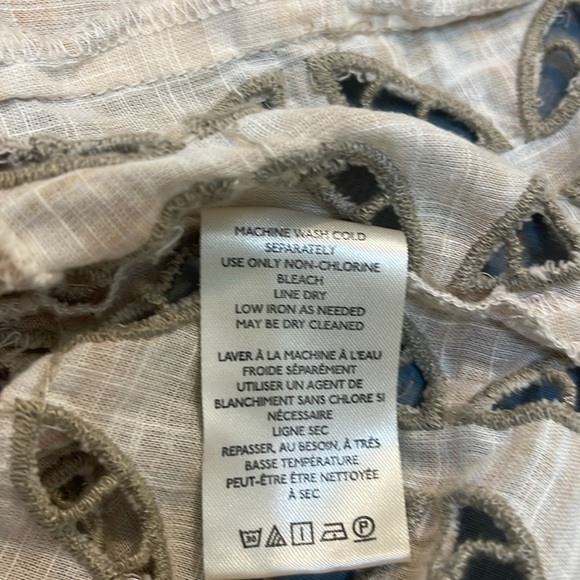 MACHINE WASH COLD
SEPARATELY
USE ONLY NON-CHLORINE
BLEACH
LINE DRY
LOW IRON AS NEEDED
MAY BE DRY CLEANED
LAVER À LA MACHINE À L'EAU
FROIDE SÉPARÉMENT
UTILISER UN AGENT DE
BLANCHIMENT SANS CHLORE SI
NÉCESSAIRE
LIGNE SEC
REPASSER, AU BESOIN, À TRÈS
BASSE TEMPÉRATURE
PEUT-ÊTRE ÊTRE NETTOYÉE
À SEC
30
P